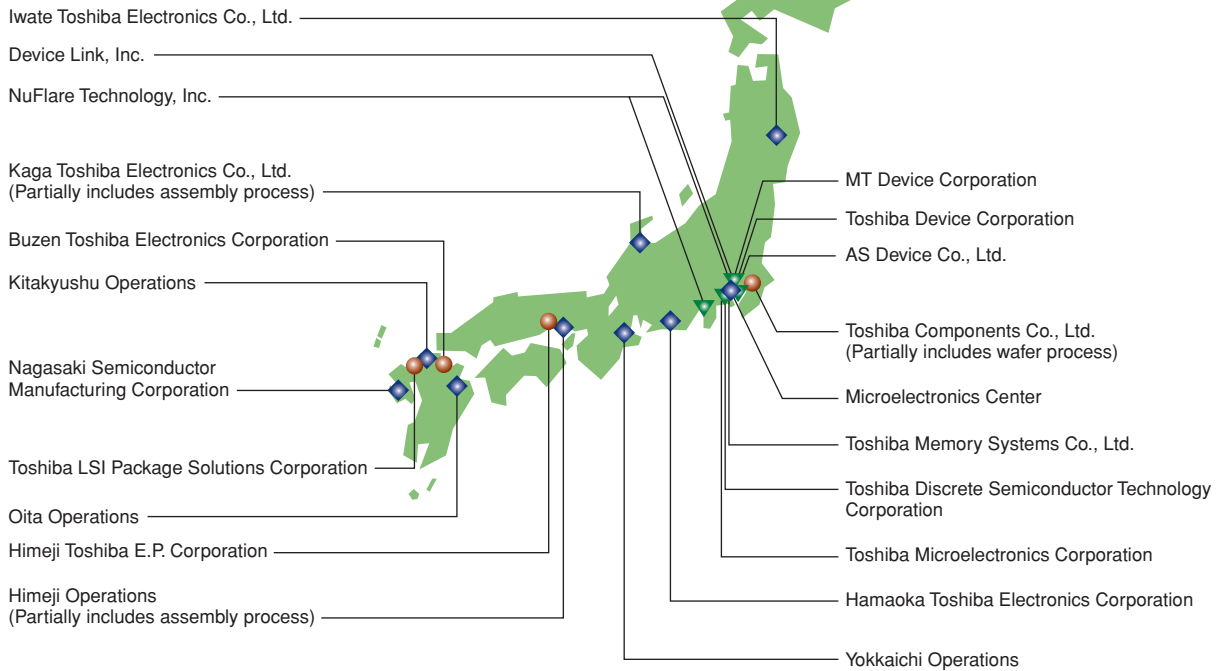 Iwate Toshiba Electronics Co., Ltd.
Device Link, Inc.
NuFlare Technology, Inc.
Kaga Toshiba Electronics Co., Ltd.
(Partially includes assembly process)
Buzen Toshiba Electronics Corporation
Kitakyushu Operations
Nagasaki Semiconductor
Manufacturing Corporation
Toshiba LSI Package Solutions Corporation
Oita Operations
Himeji Toshiba E.P. Corporation
Himeji Operations
(Partially includes assembly process)
MT Device Corporation
Toshiba Device Corporation
AS Device Co., Ltd.
Toshiba Components Co., Ltd.
(Partially includes wafer process)
Microelectronics Center
Toshiba Memory Systems Co., Ltd.
Toshiba Discrete Semiconductor Technology
Corporation
Toshiba Microelectronics Corporation
Hamaoka Toshiba Electronics Corporation
Yokkaichi Operations